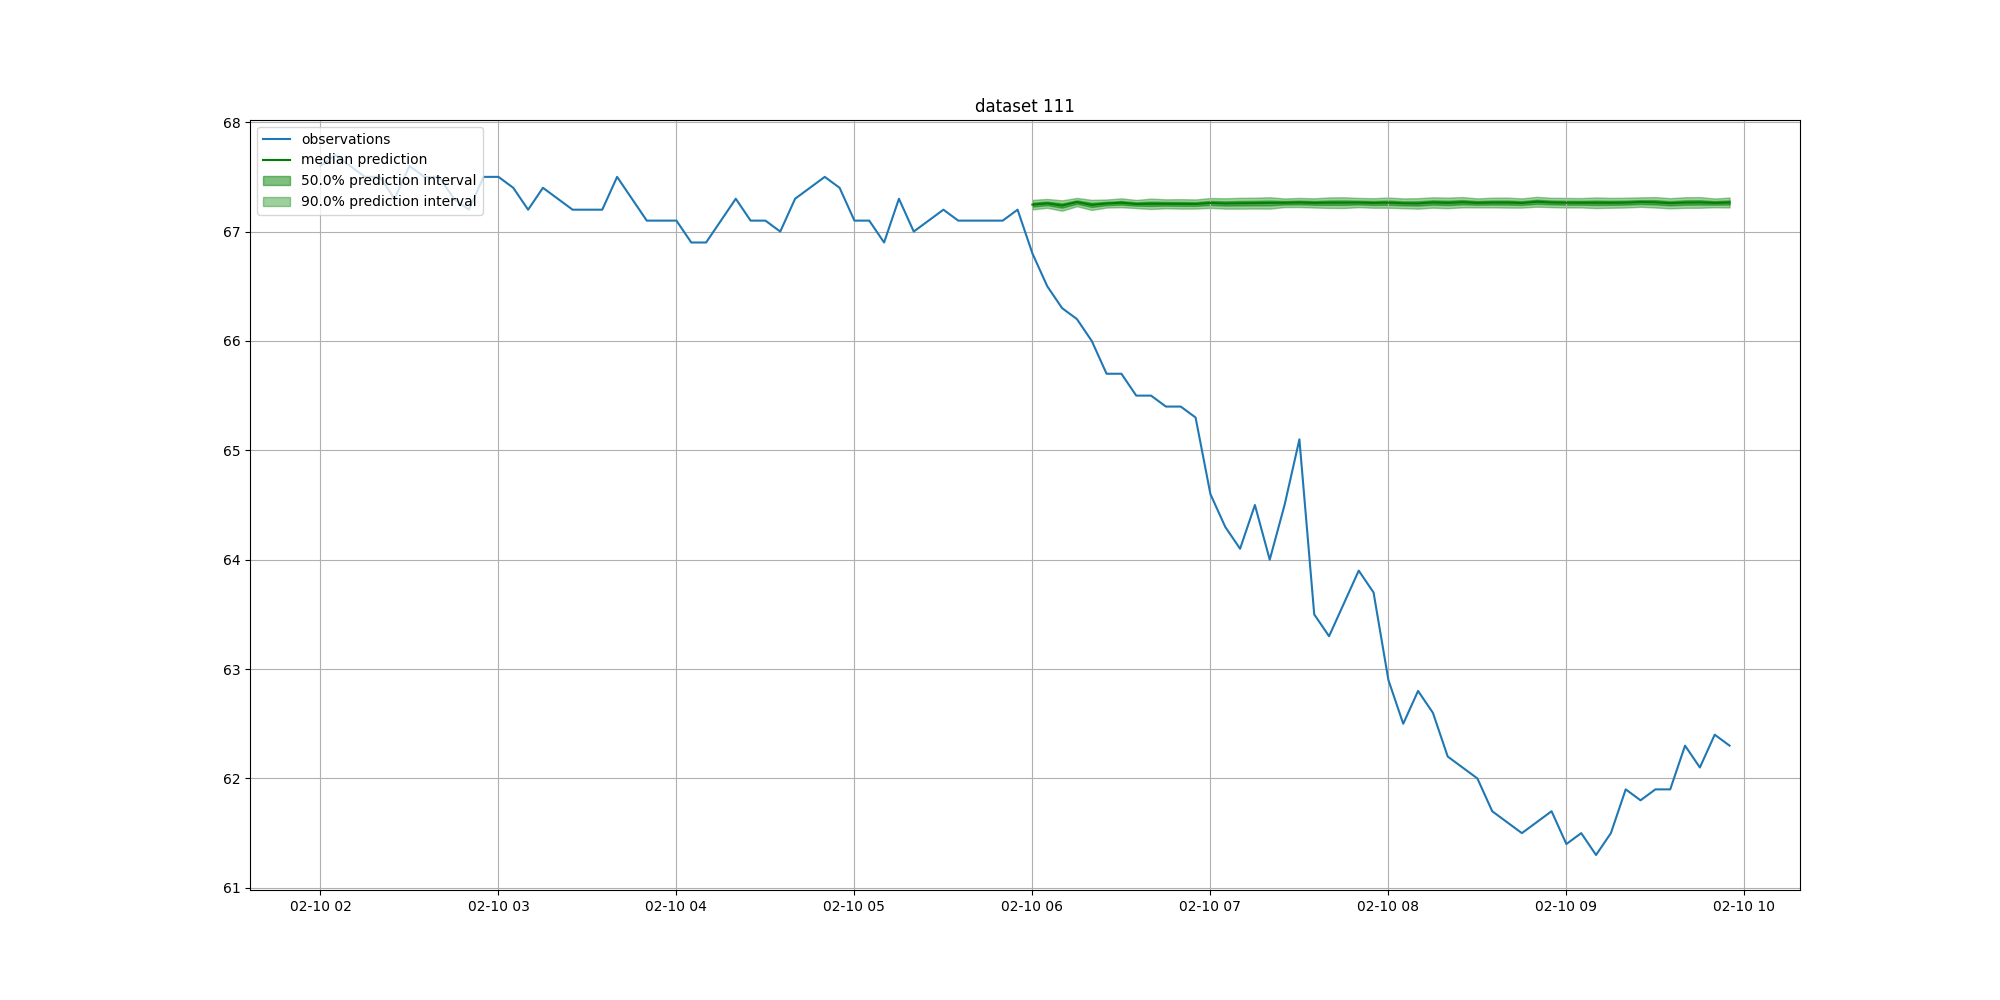 dataset 111
68
67
66
65
64
63
62
61
observations
median prediction
50.0% prediction interval
90.0% prediction interval
02-10 02 02-10 03 02-10 04 02-10 05 02-10 06 02-10 07 02-10 08 02-10 09 02-10 10